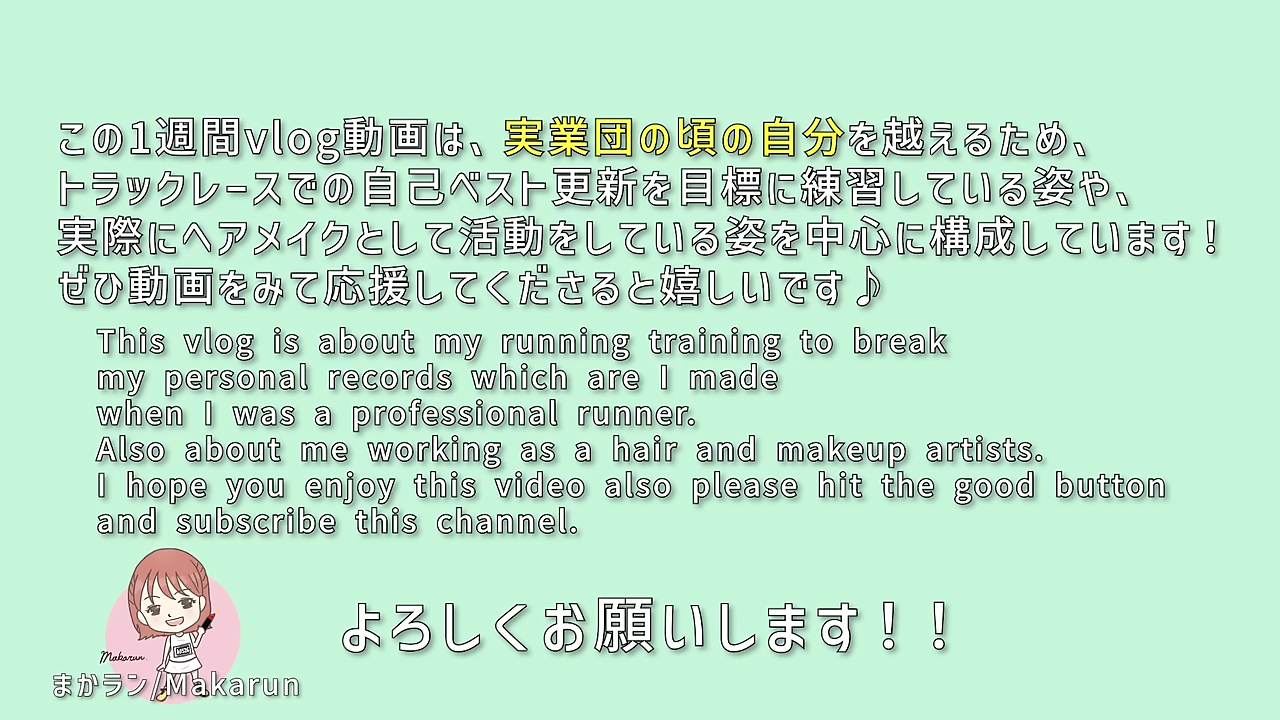 この1週間vlog動画は、実業団の頃の自分を越えるため、
トラックレースでの自己ベスト更新を目標に練習している姿や、
実際にヘアメイクとして活動をしている姿を中心に構成しています！
ぜひ動画をみて応援してくださると嬉しいです♪
This vlog is about my running training to break
my personal records which are I made
when I was a professional runner.
Also about me working as a hair and makeup artists.
I hope you enjoy this video also please hit the good button
and subscribe this channel.
よろしくお願いします！！
Makarun
まかラン/Makarun